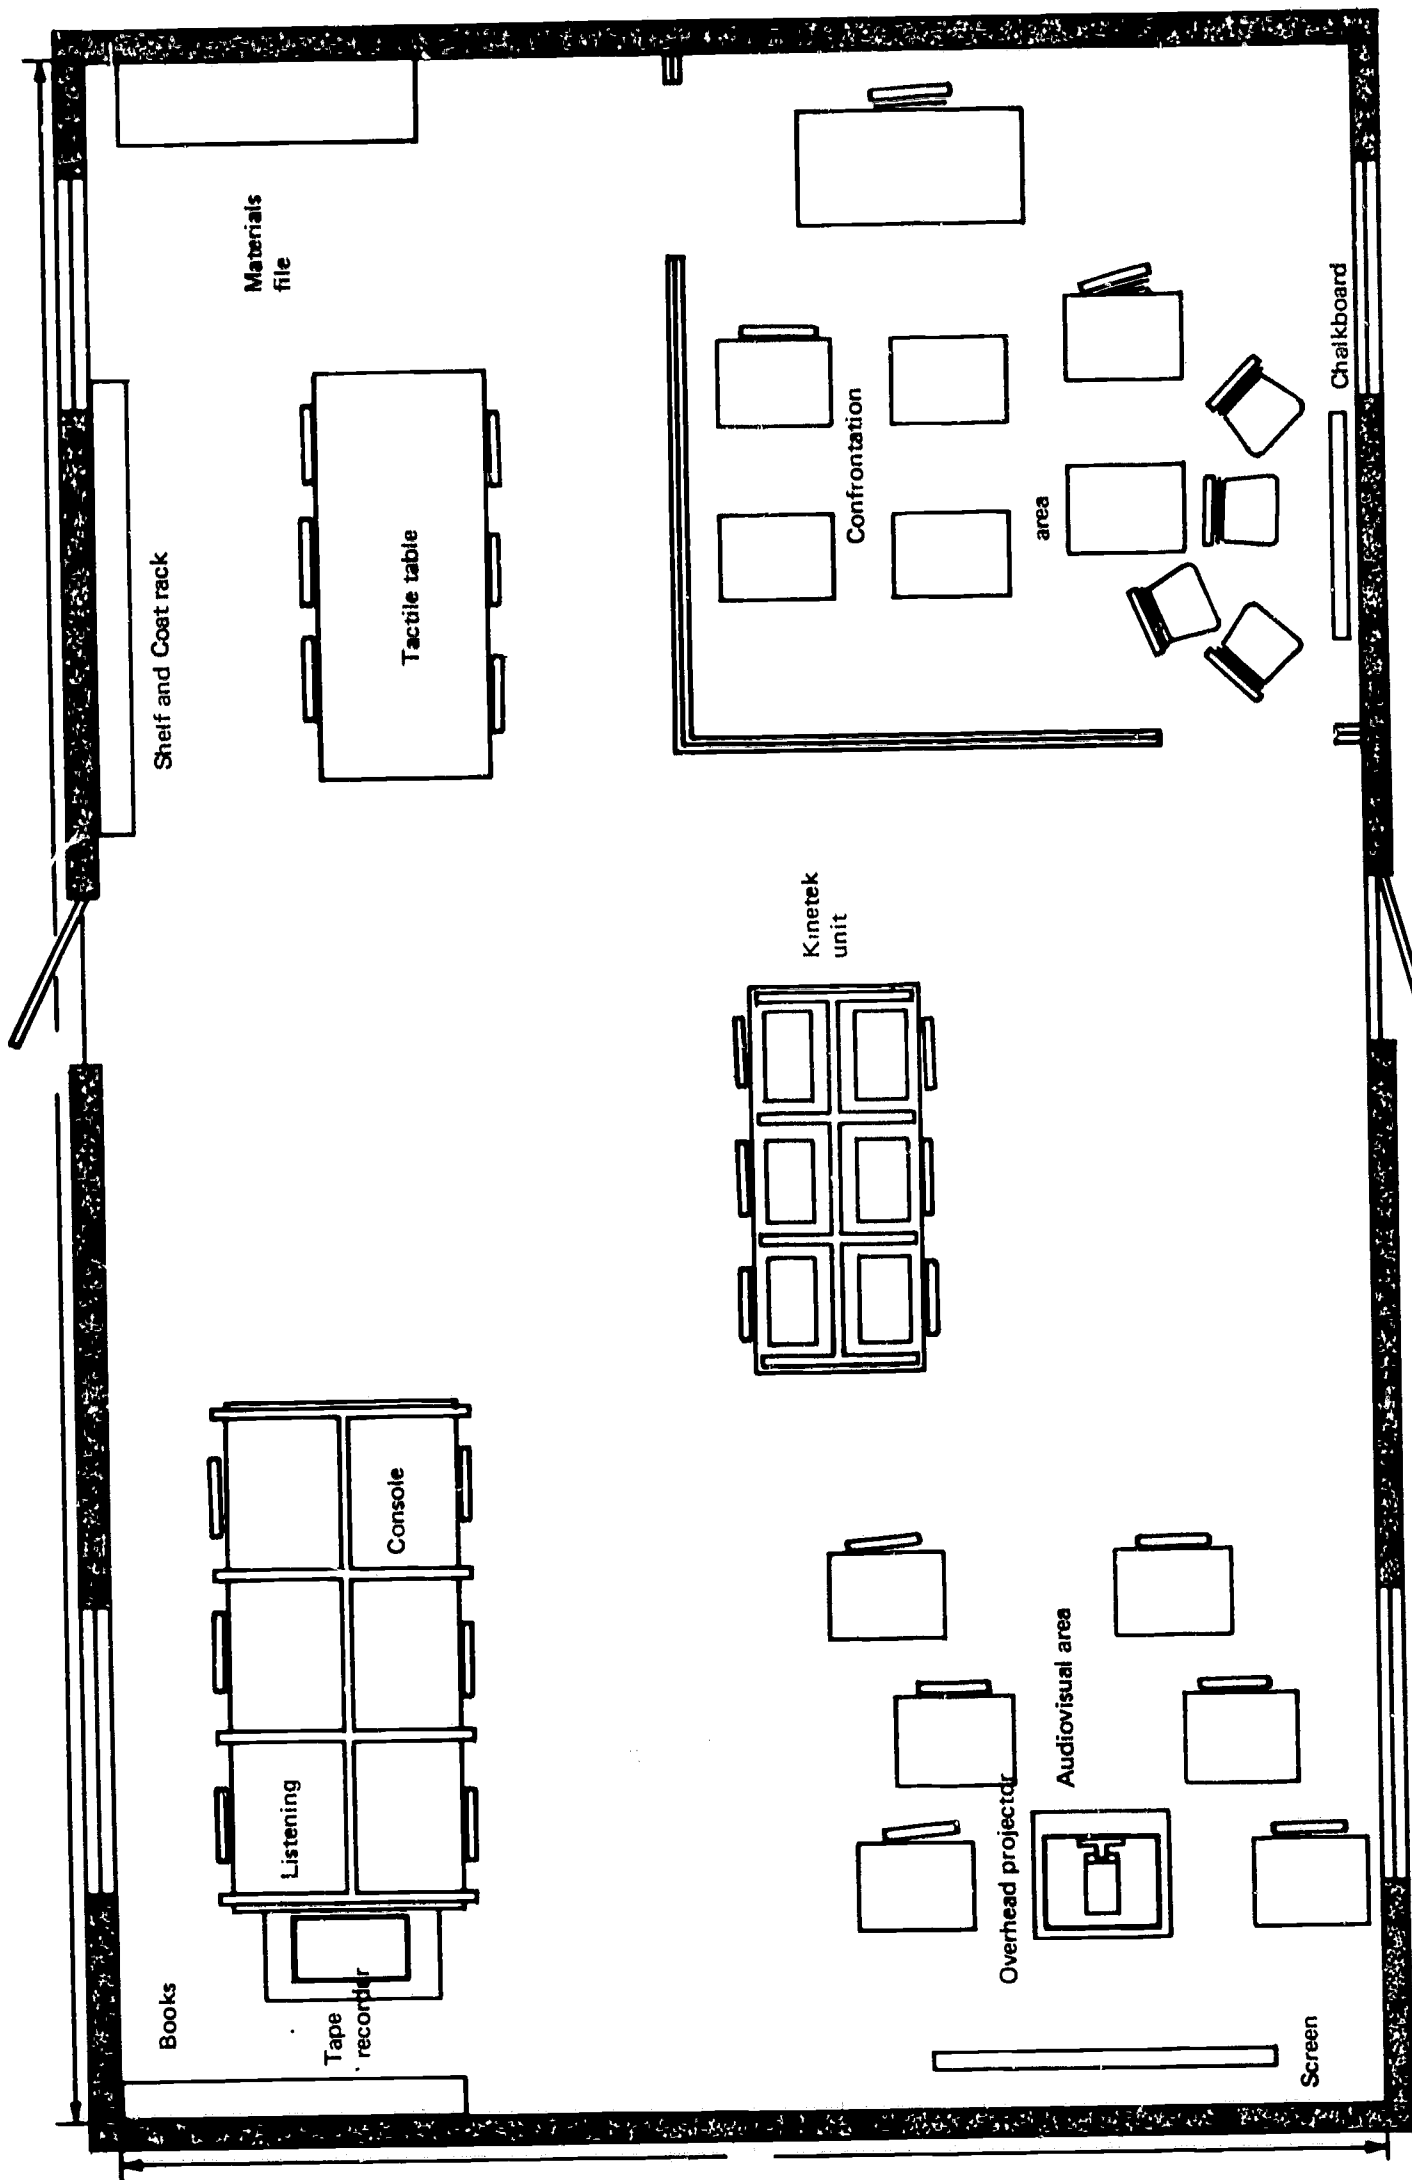 Books
Tape
recorder
Listening
Console
Shelf and Coat rack
Materials
file
Tactile table
Kinetek
unit
Screen
Overhead projector
Audiovisual area
Confrontation
area
Chalkboard